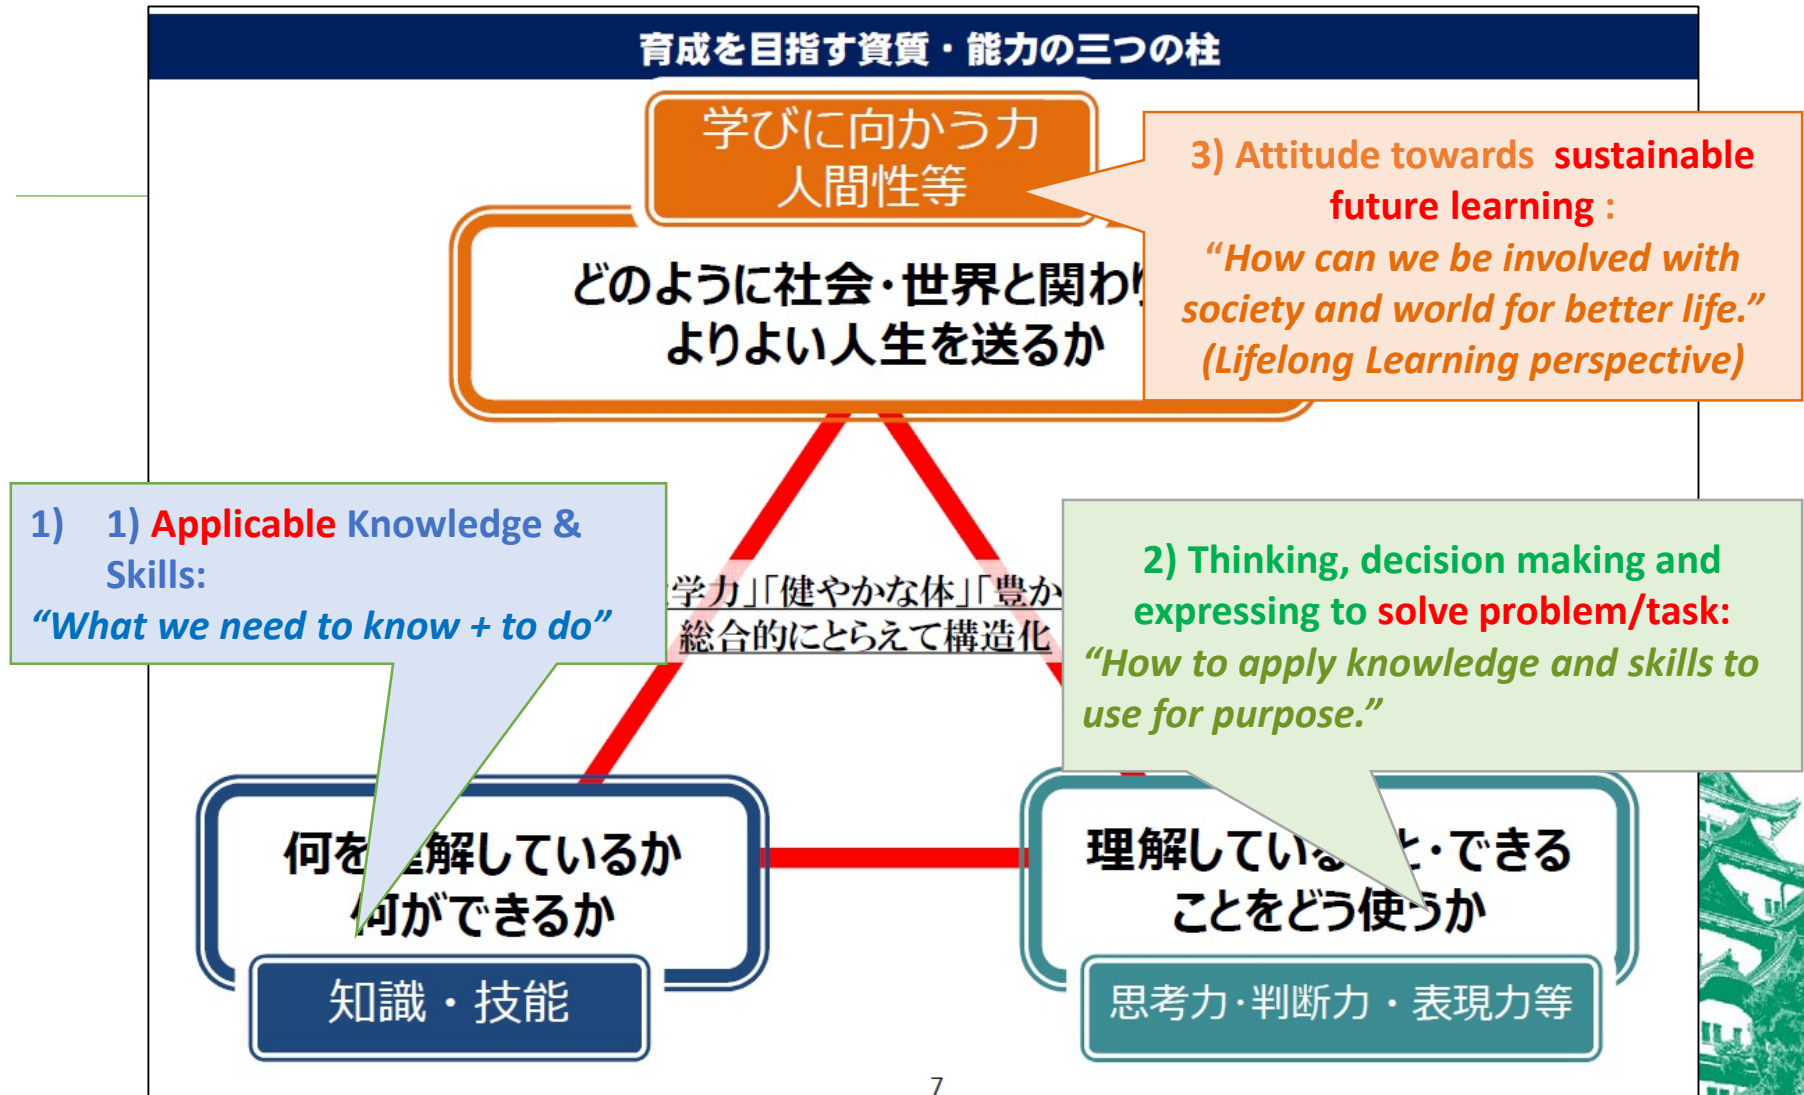 育成を目指す資質・能力の三つの柱
学びに向かう力
人間性等
どのように社会・世界と関わり
よりよい人生を送るか
3) Attitude towards sustainable
future learning :
“How can we be involved with
society and world for better life.”
(Lifelong Learning perspective)
1) 1) Applicable Knowledge &
Skills:
“What we need to know + to do”
学力」「健やかな体」「豊か
総合的にとらえて構造化
2) Thinking, decision making and
expressing to solve problem/task:
“How to apply knowledge and skills to
use for purpose.”
何を理解しているか
何ができるか
知識・技能
理解していること・できる
ことをどう使うか
思考力・判断力・表現力等
7